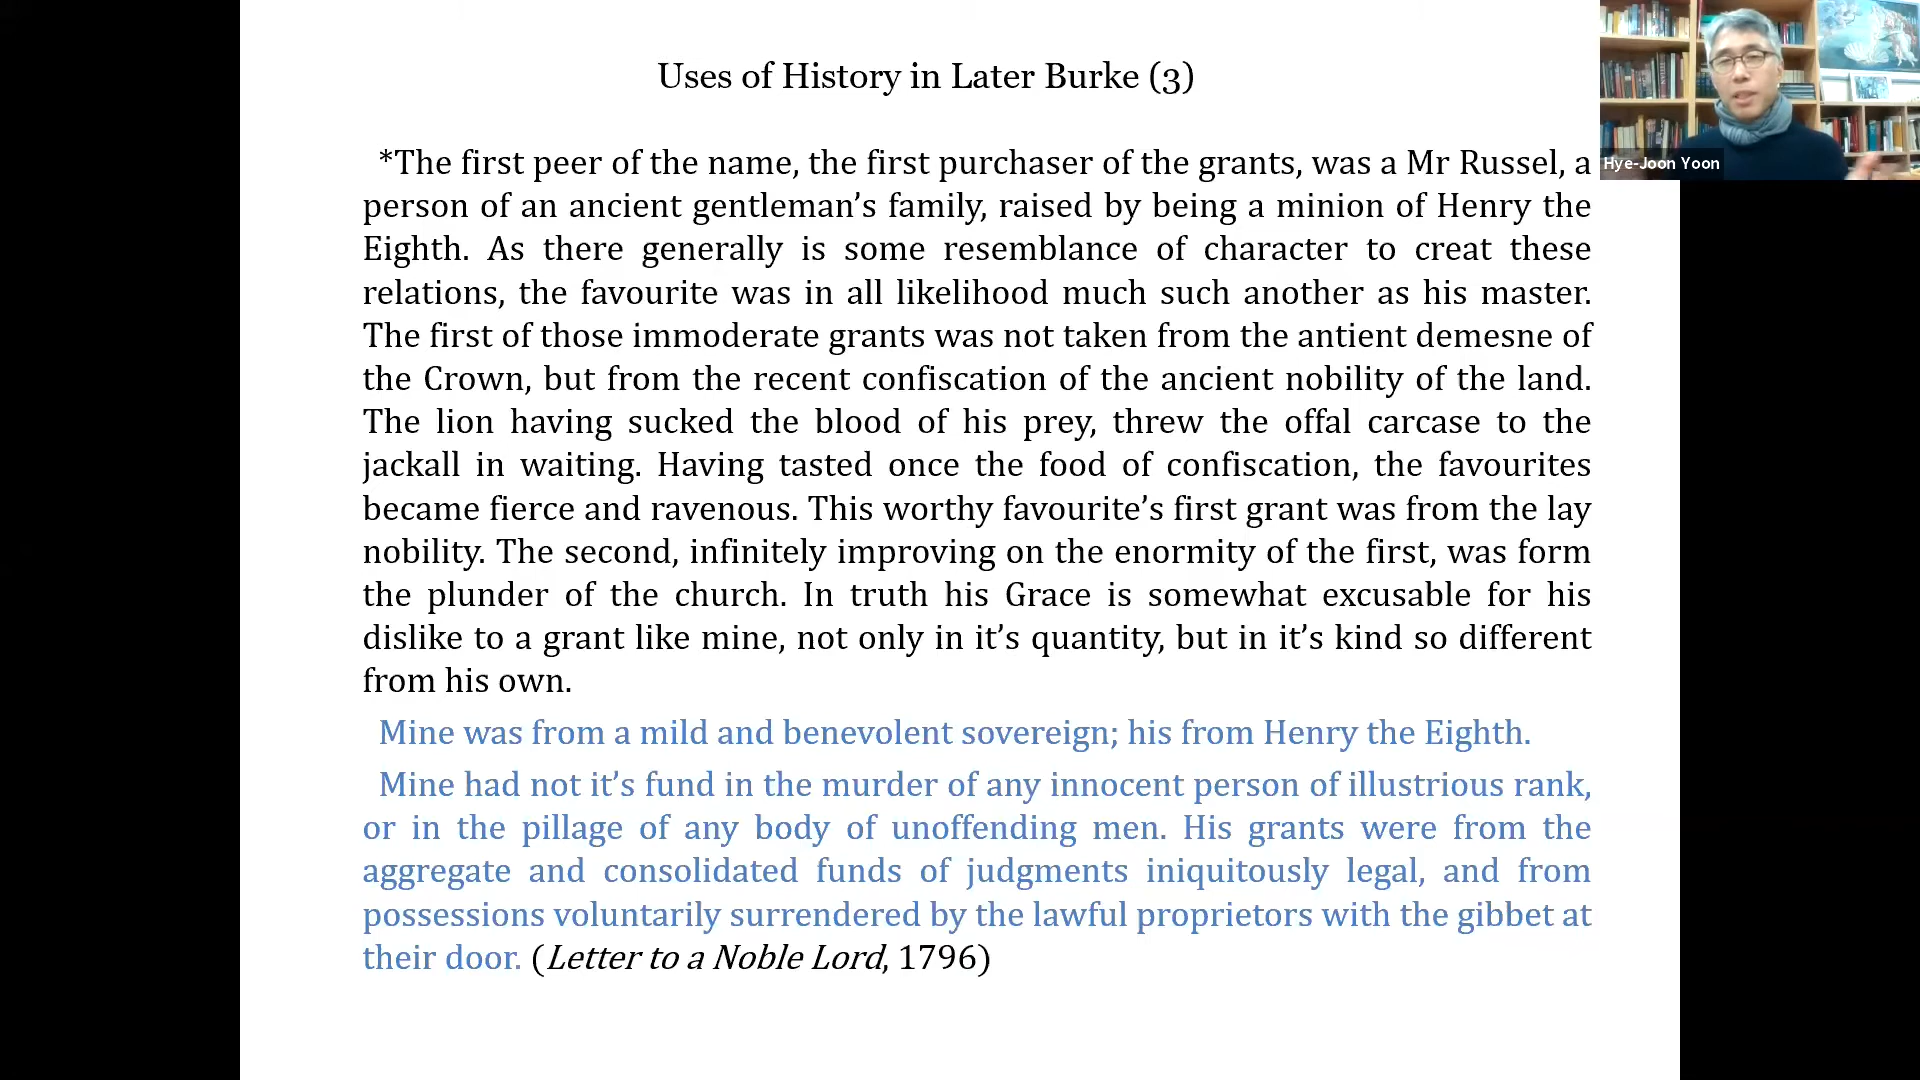 Uses of History in Later Burke (3)
*The first peer of the name, the first purchaser of the grants, was a Mr Russel, a
person of an ancient gentleman’s family, raised by being a minion of Henry the
Eighth. As there generally is some resemblance of character to creat these
relations, the favourite was in all likelihood much such another as his master.
The first of those immoderate grants was not taken from the antient demesne of
the Crown, but from the recent confiscation of the ancient nobility of the land.
The lion having sucked the blood of his prey, threw the offal carcase to the
jackall in waiting. Having tasted once the food of confiscation, the favourites
became fierce and ravenous. This worthy favourite’s first grant was from the lay
nobility. The second, infinitely improving on the enormity of the first, was form
the plunder of the church. In truth his Grace is somewhat excusable for his
dislike to a grant like mine, not only in it’s quantity, but in it’s kind so different
from his own.
Mine was from a mild and benevolent sovereign; his from Henry the Eighth.
Mine had not it’s fund in the murder of any innocent person of illustrious rank,
or in the pillage of any body of unoffending men. His grants were from the
aggregate and consolidated funds of judgments iniquitously legal, and from
possessions voluntarily surrendered by the lawful proprietors with the gibbet at
their door. (Letter to a Noble Lord, 1796)
Hye-Joon Yoon